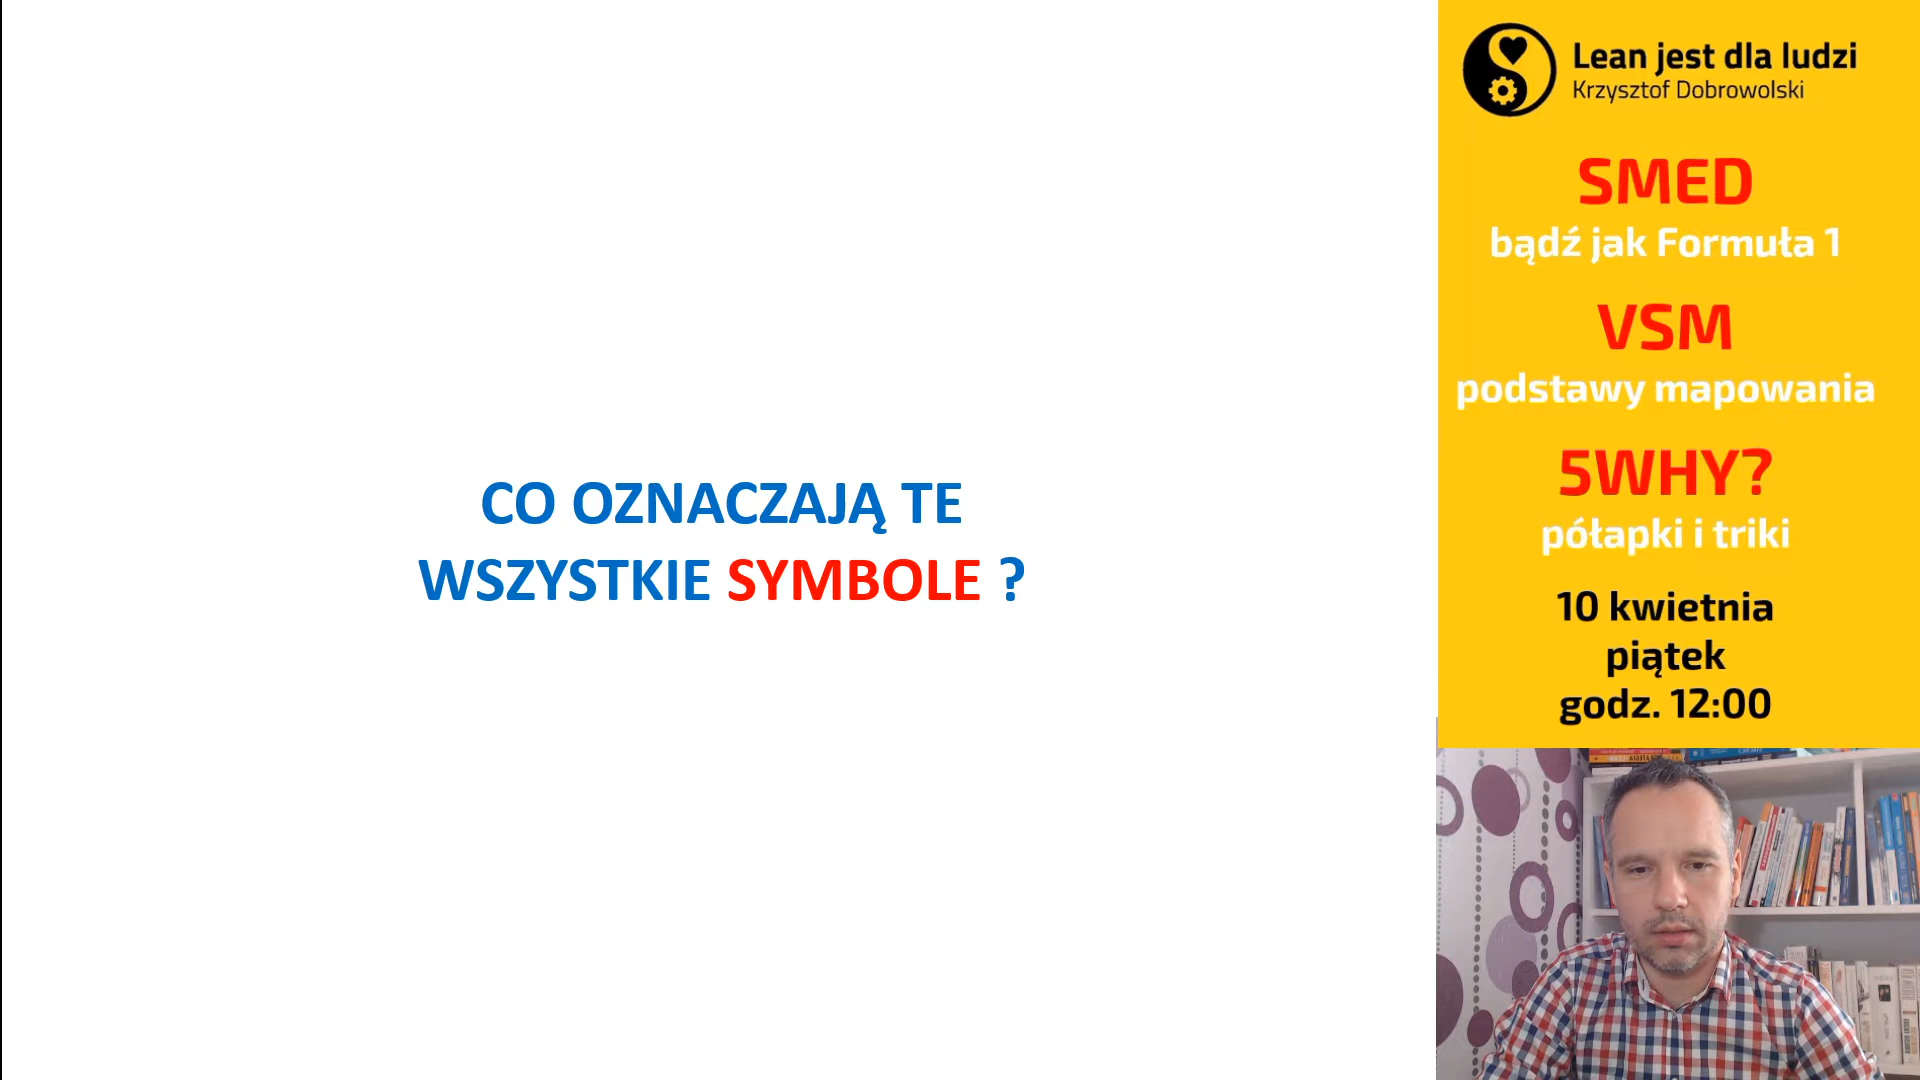 CO OZNACZAJĄ TE
WSZYSTKIE SYMBOLE ?
Lean jest dla ludzi
Krzysztof Dobrowolski
SMED
bądź jak Formuła 1
VSM
podstawy mapowania
5WHY?
półapki i triki
10 kwietnia
piątek
godz. 12:00